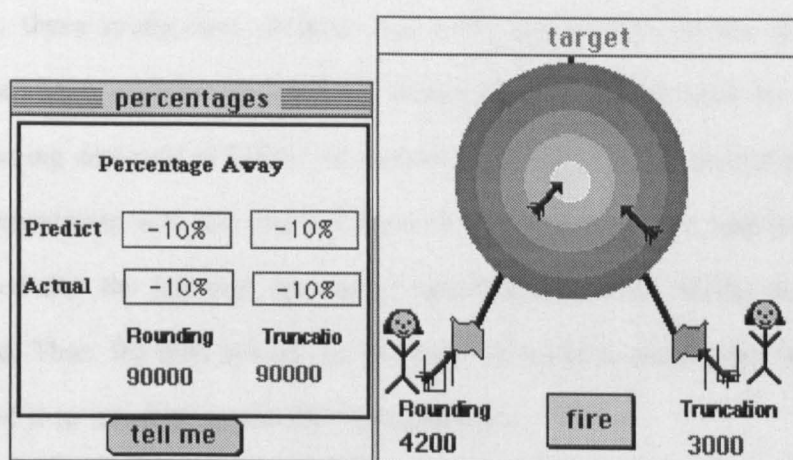 percentages
Percentage Away
Predict -10% -10%
Actual -10% -10%
Rounding Truncatio
90000 90000
tell me
target
Rounding fire Truncation
4200 3000